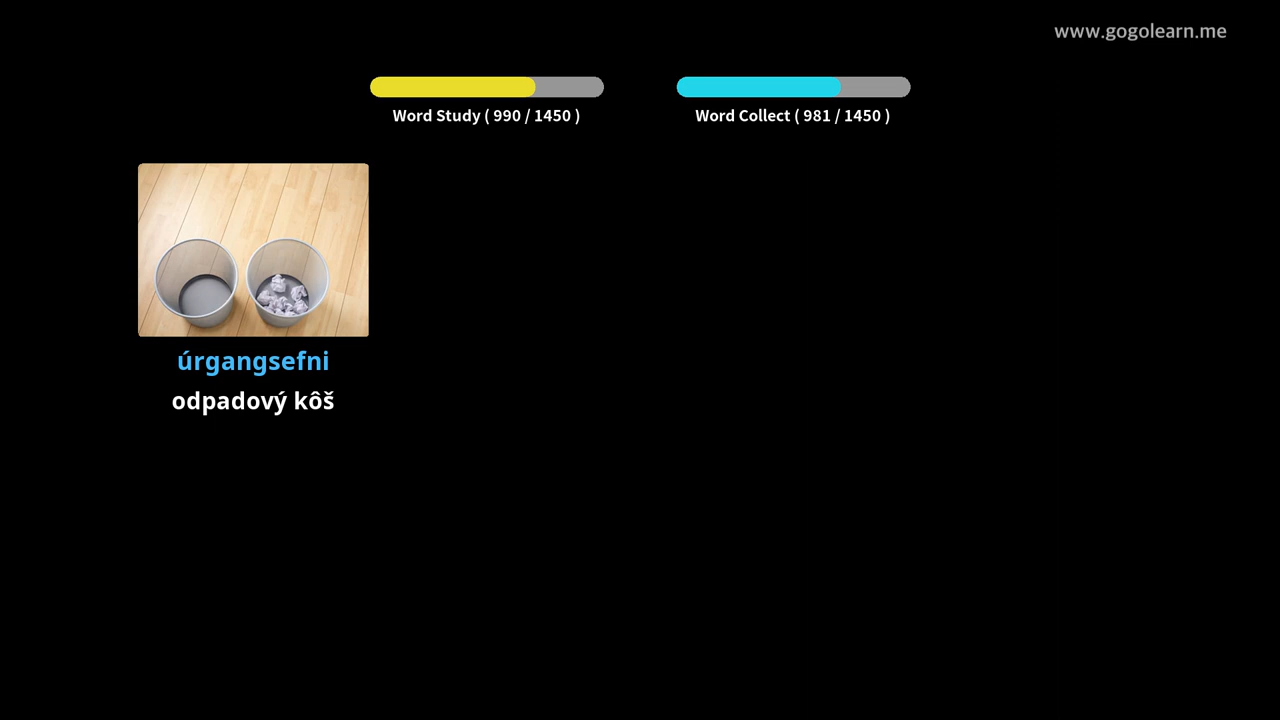 www.gogolearn.me
Word Study ( 990 / 1450 )
Word Collect ( 981 / 1450 )
úrgangsefni
odpadový kôš